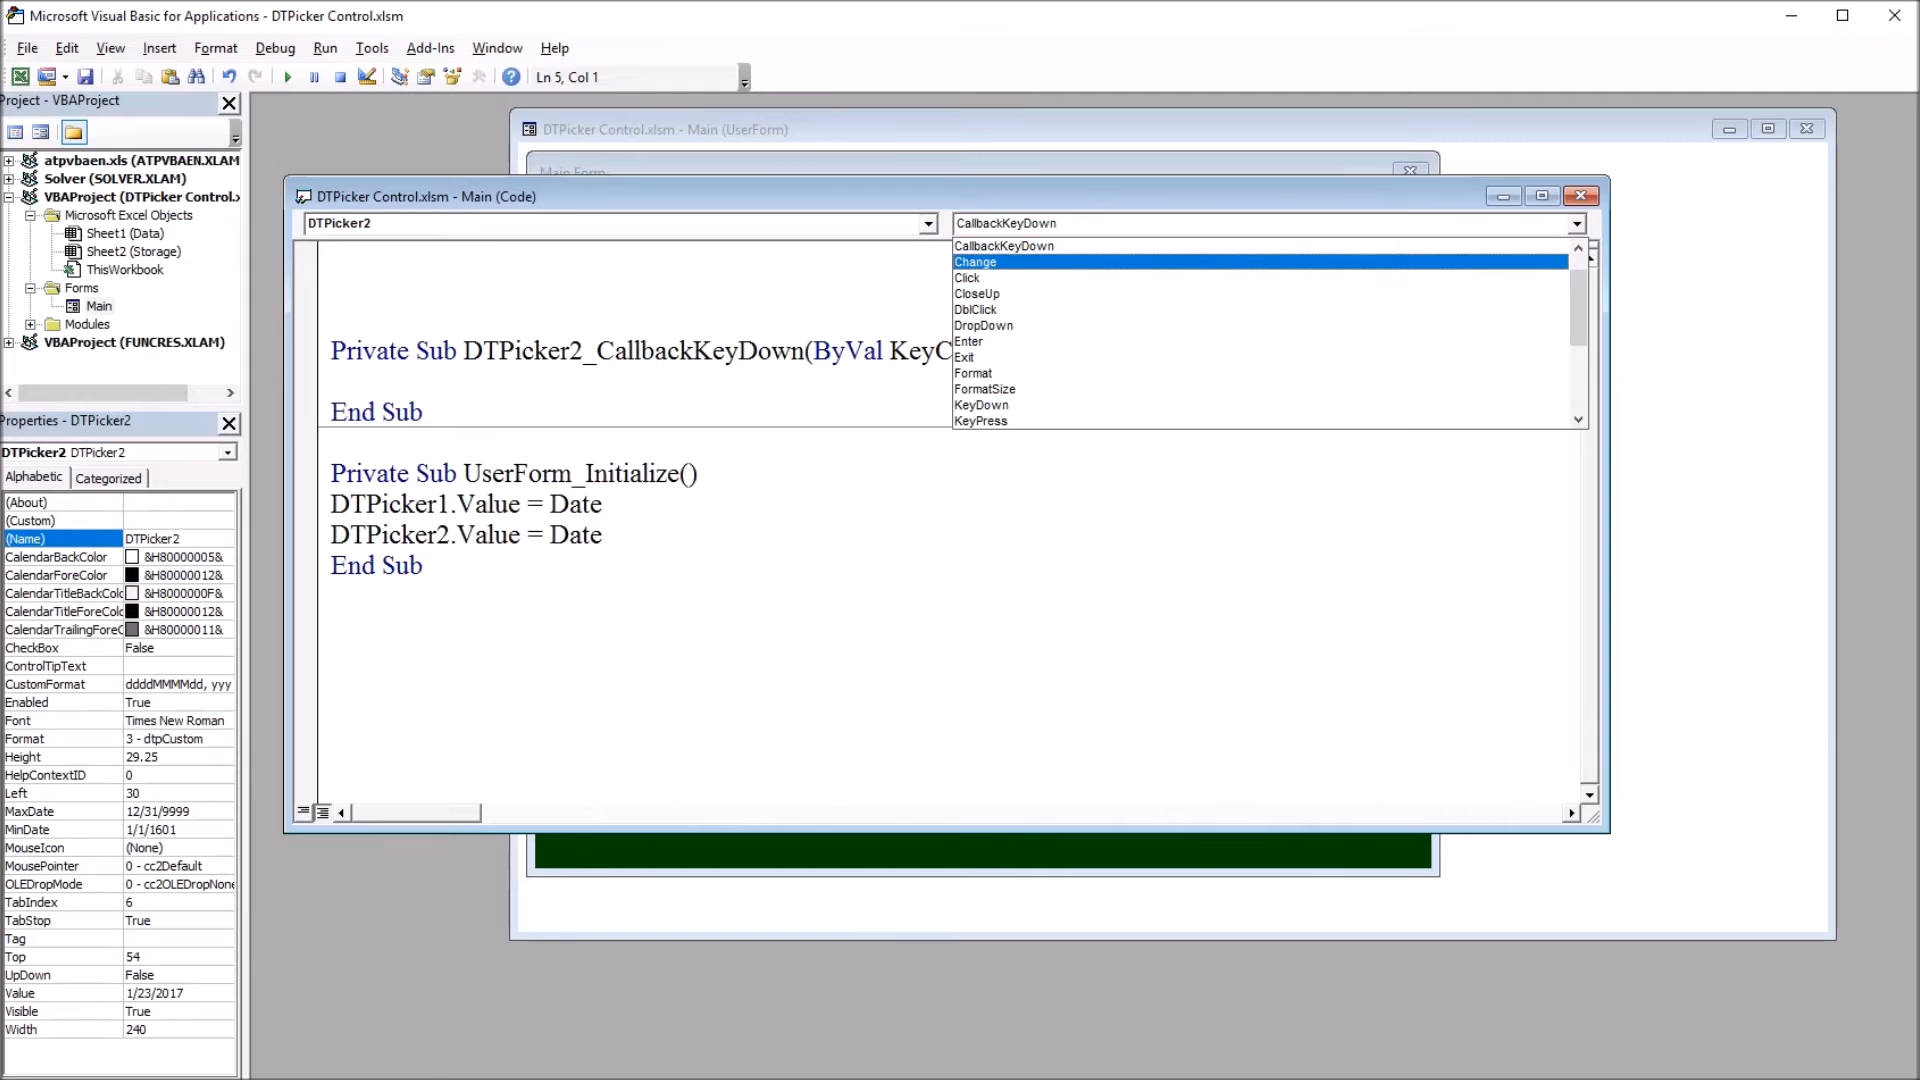 Microsoft Visual Basic for Applications - DTPicker Control.xlsm
File Edit View Insert Format Debug Run Tools Add-Ins Window Help
Ln 5, Col 1
Project - VBAProject
atpvbaen.xls (ATPVBAEN.XLAM
Solver (SOLVER.XLAM)
VBAProject (DTPicker Control.x
Microsoft Excel Objects
Sheet1 (Data)
Sheet2 (Storage)
ThisWorkbook
Forms
Main
Modules
VBAProject (FUNCRES.XLAM)
Properties - DTPicker2
DTPicker2 DTPicker2
Alphabetic Categorized
(About)
(Custom)
(Name) DTPicker2
CalendarBackColor &H80000005&
CalendarForeColor &H80000012&
CalendarTitleBackColo &H8000000F&
CalendarTitleForeColo &H80000012&
CalendarTrailingForeC &H80000011&
CheckBox False
ControlTipText
CustomFormat ddddMMMMdd, yyy
Enabled True
Font Times New Roman
Format 3 - dtpCustom
Height 29.25
HelpContextID 0
Left 30
MaxDate 12/31/9999
MinDate 1/1/1601
MouseIcon (None)
MousePointer 0 - cc2Default
OLEDropMode 0 - cc2OLEDropNone
TabIndex 6
TabStop True
Tag
Top 54
UpDown False
Value 1/23/2017
Visible True
Width 240
DTPicker Control.xlsm - Main (UserForm)
Main Form
DTPicker Control.xlsm - Main (Code)
DTPicker2 CallbackKeyDown
CallbackKeyDown
Change
Click
CloseUp
DblClick
DropDown
Enter
Exit
Format
FormatSize
KeyDown
KeyPress
Private Sub DTPicker2_CallbackKeyDown(ByVal KeyC
End Sub
Private Sub UserForm_Initialize()
DTPicker1.Value = Date
DTPicker2.Value = Date
End Sub